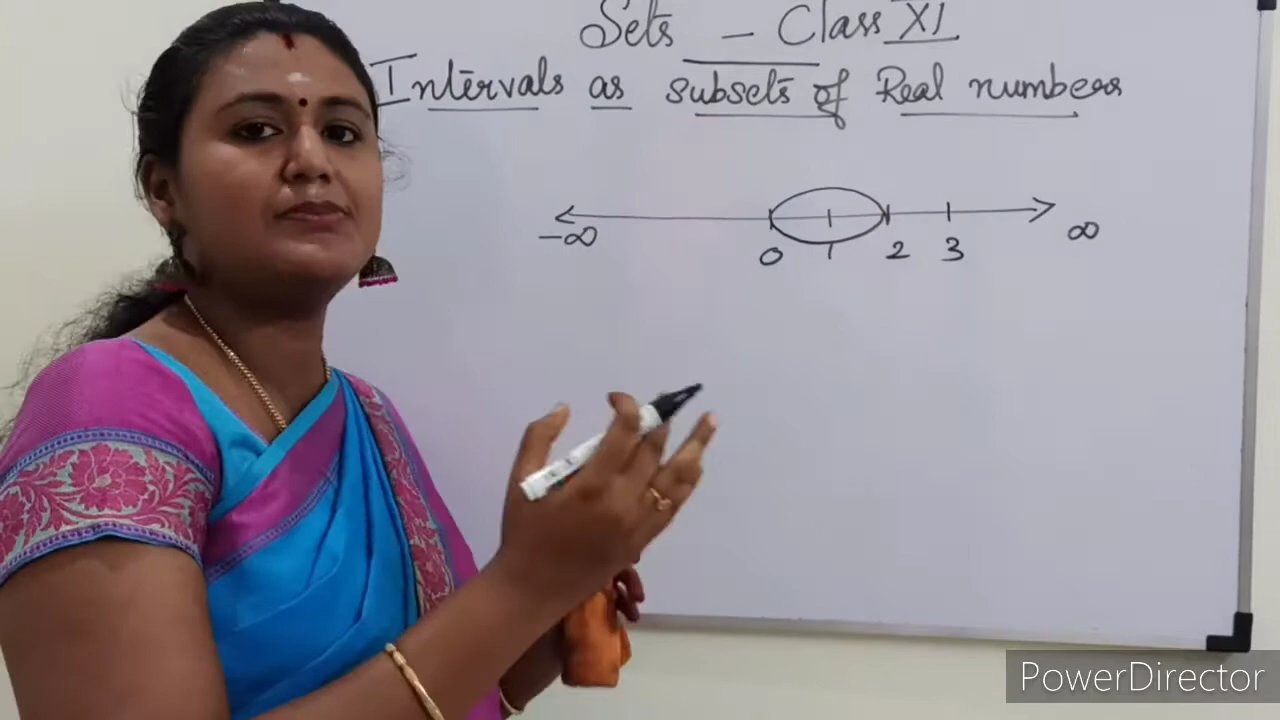 Sets - Class XI
Intervals as subsets of Real numbers
-∞ 0 1 2 3 ∞
PowerDirector